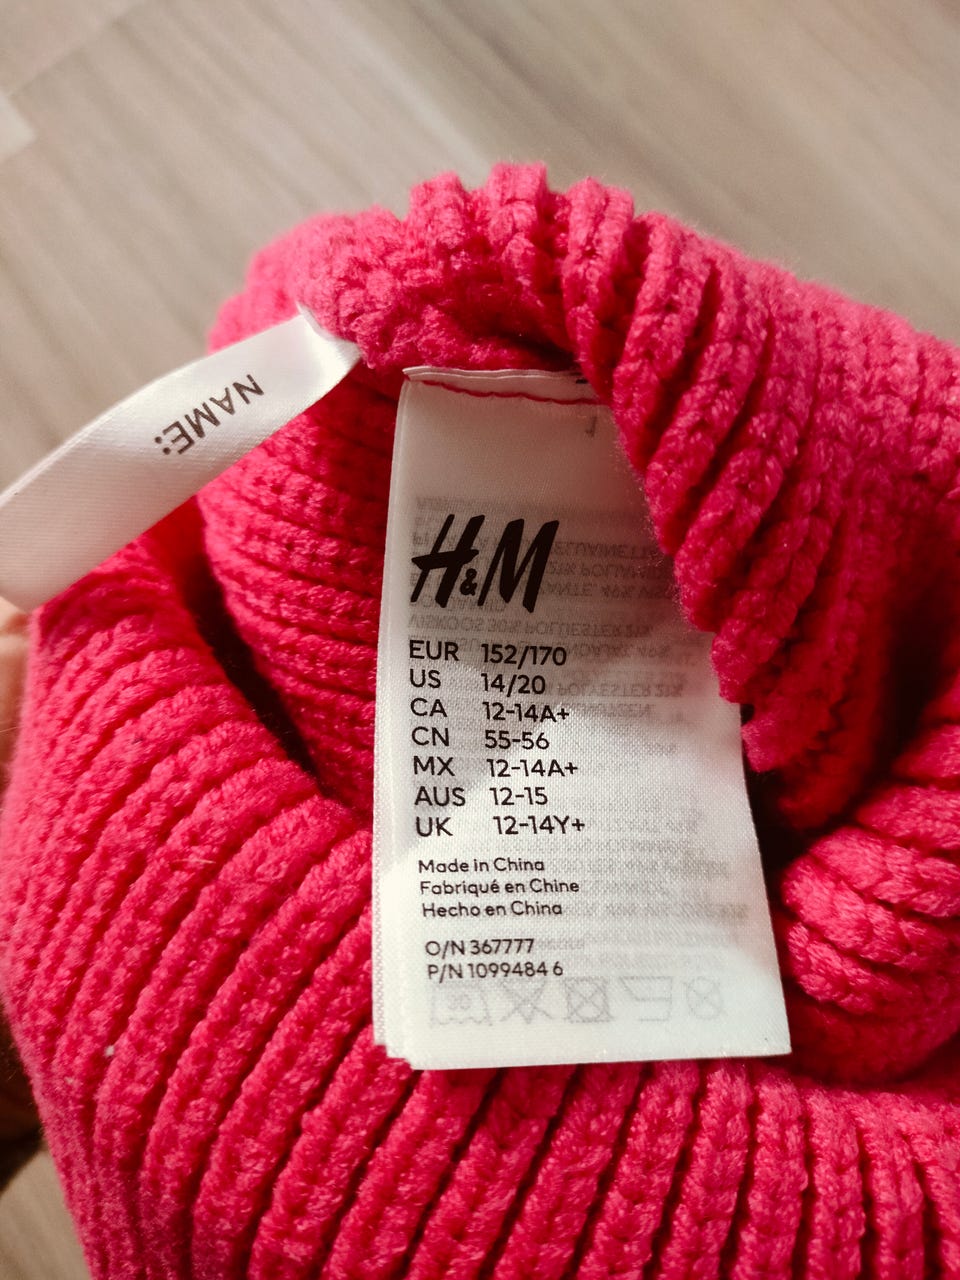 NAME:
H&M
EUR 152/170
US 14/20
CA 12-14A+
CN 55-56
MX 12-14A+
AUS 12-15
UK 12-14Y+
Made in China
Fabriqué en Chine
Hecho en China
O/N 367777
P/N 1099484 6